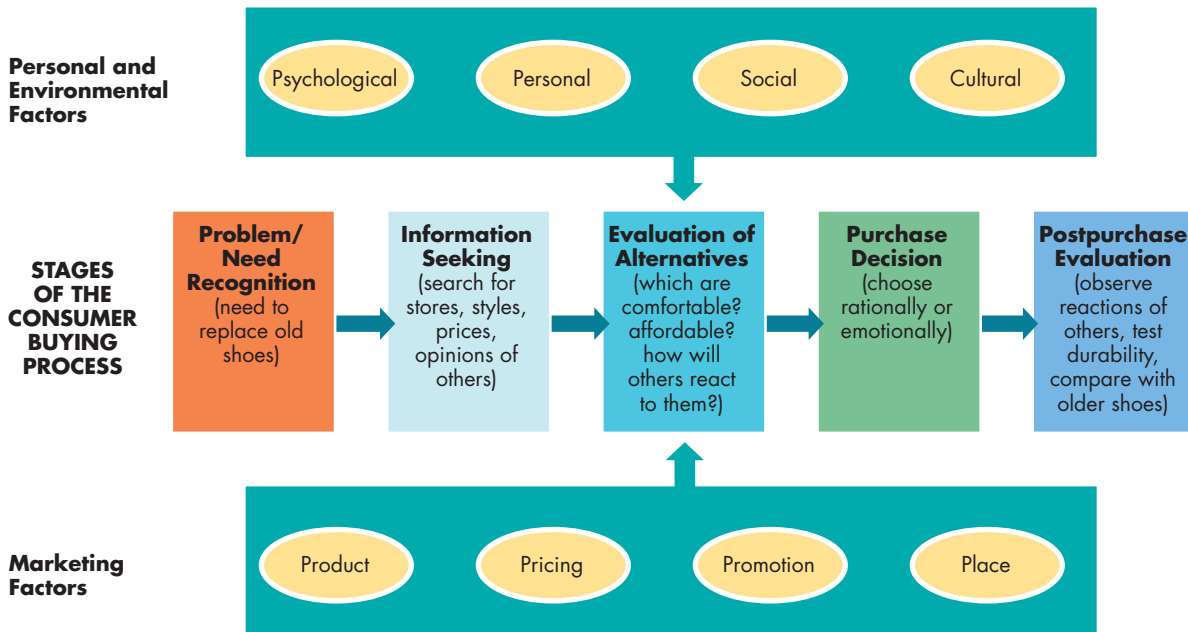 Personal and
Environmental
Factors
Psychological
Personal
Social
Cultural
STAGES
OF THE
CONSUMER
BUYING
PROCESS
Problem/
Need
Recognition
(need to
replace old
shoes)
Information
Seeking
(search for
stores, styles,
prices,
opinions of
others)
Evaluation of
Alternatives
(which are
comfortable?
affordable?
how will
others react
to them?)
Purchase
Decision
(choose
rationally or
emotionally)
Postpurchase
Evaluation
(observe
reactions of
others, test
durability,
compare with
older shoes)
Marketing
Factors
Product
Pricing
Promotion
Place